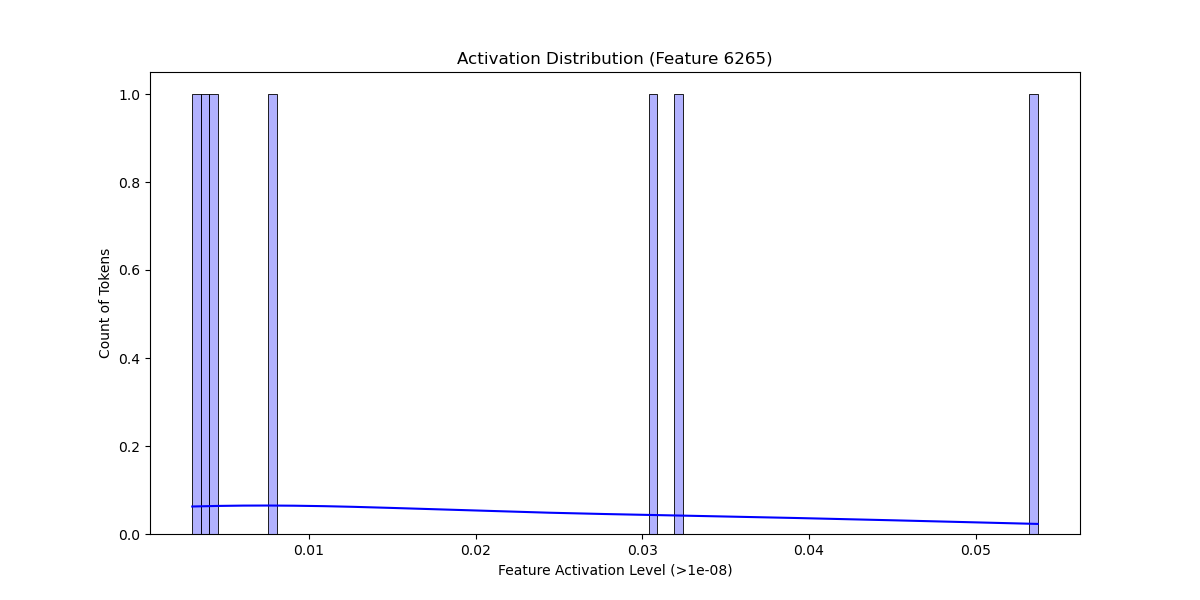 Activation Distribution (Feature 6265)
1.0
0.8
0.6
0.4
0.2
0.0
Count of Tokens
0.01 0.02 0.03 0.04 0.05
Feature Activation Level (>1e-08)